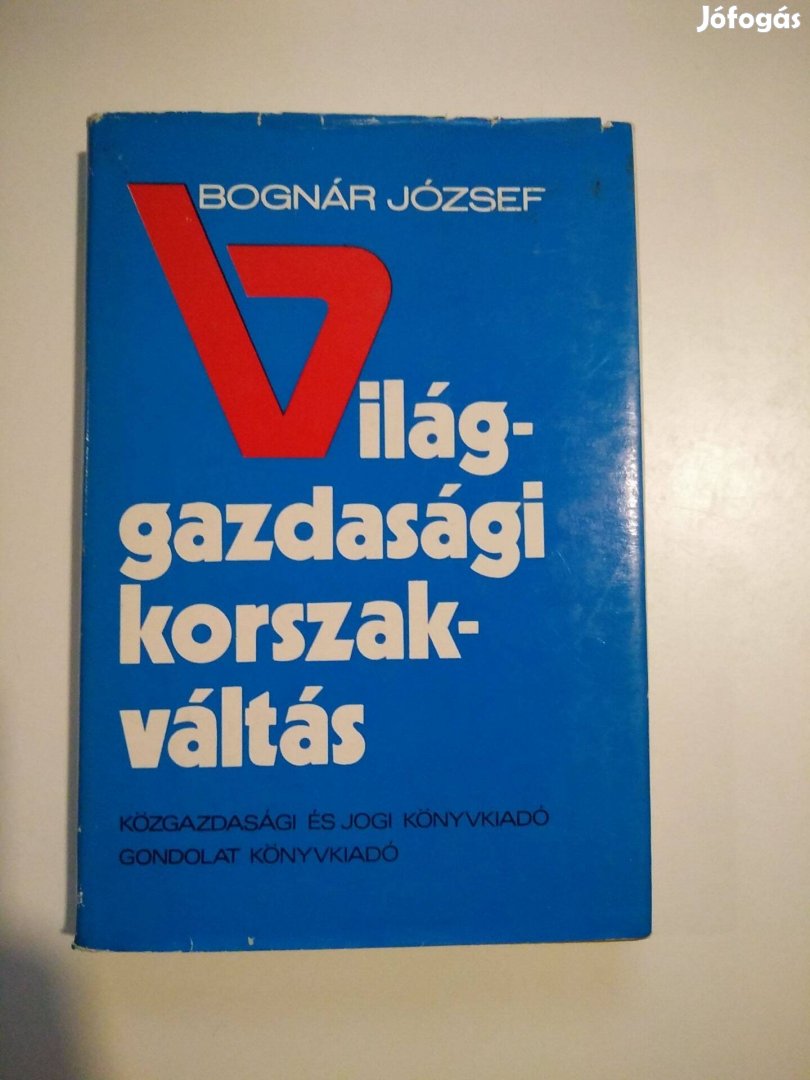 Jófogás
BOGNÁR JÓZSEF
Világ-
gazdasági
korszak-
váltás
KÖZGAZDASÁGI ÉS JOGI KÖNYVKIADÓ
GONDOLAT KÖNYVKIADÓ